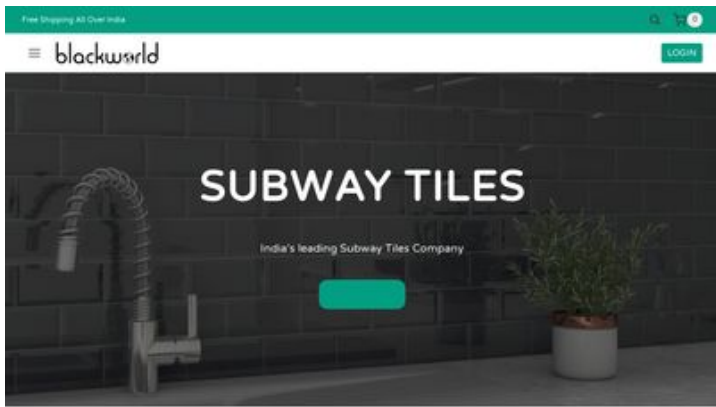 Free Shipping All Over India
0
blackworld
LOGIN
SUBWAY TILES
India's leading Subway Tiles Company